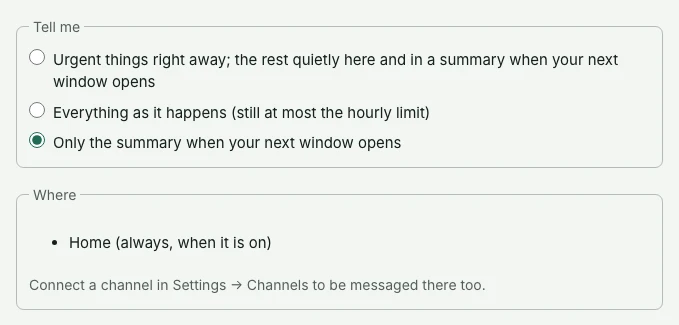 Tell me
Urgent things right away; the rest quietly here and in a summary when your next
window opens
Everything as it happens (still at most the hourly limit)
Only the summary when your next window opens
Where
Home (always, when it is on)
Connect a channel in Settings → Channels to be messaged there too.